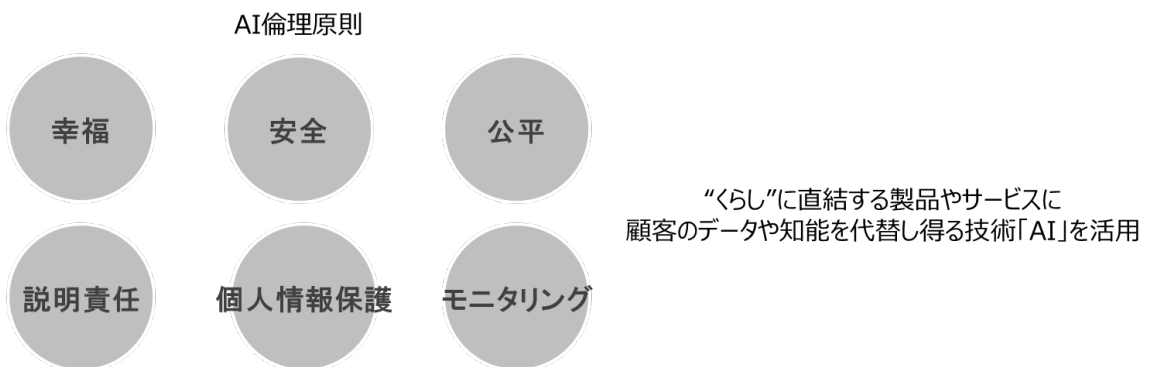 AI倫理原則
幸福
安全
公平
説明責任
個人情報保護
モニタリング
“くらし”に直結する製品やサービスに
顧客のデータや知能を代替し得る技術「AI」を活用